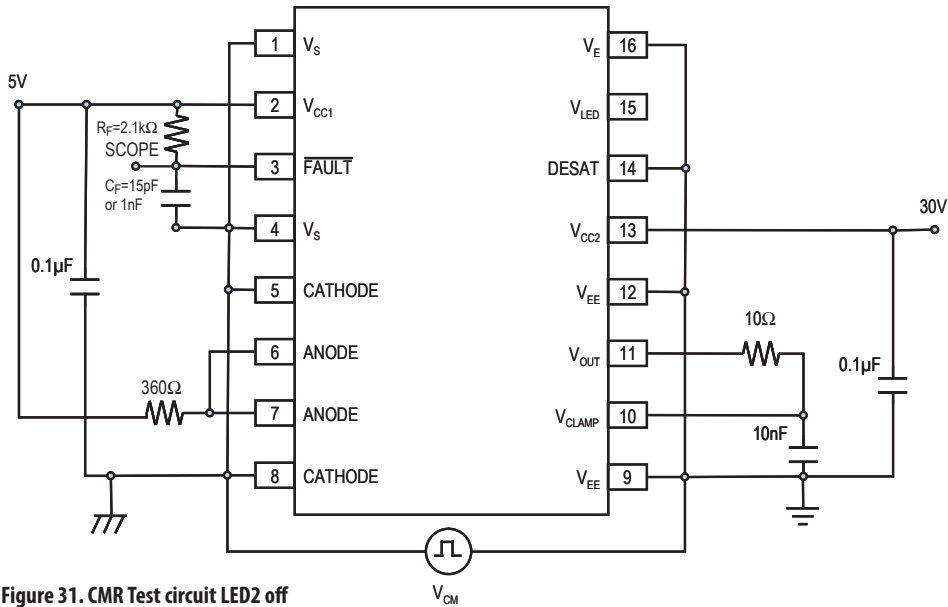 5V
R_F=2.1kΩ
SCOPE
C_F=15pF
or 1nF
0.1µF
360Ω
1 V_S
2 V_CC1
3 F̅A̅U̅L̅T̅
4 V_S
5 CATHODE
6 ANODE
7 ANODE
8 CATHODE
V_E 16
V_LED 15
DESAT 14
V_CC2 13
V_EE 12
V_OUT 11
V_CLAMP 10
V_EE 9
30V
10Ω
0.1µF
10nF
V_CM
Figure 31. CMR Test circuit LED2 off